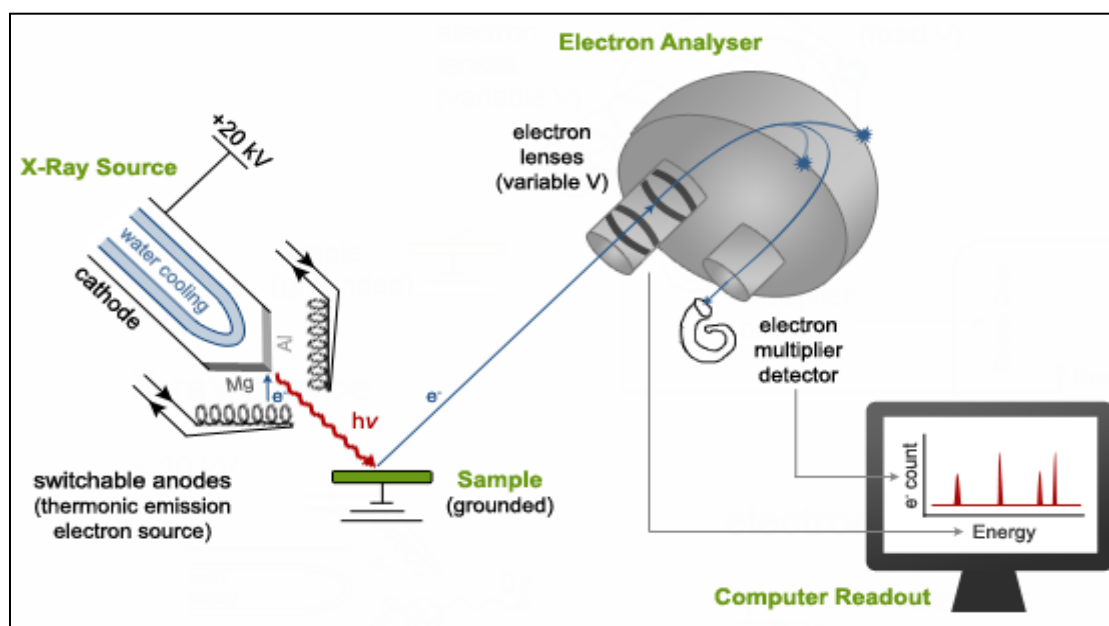 Electron Analyser
+20 kV
X-Ray Source
electron
lenses
(variable V)
water cooling
cathode
Al
Mg
e-
hν
e-
electron
multiplier
detector
switchable anodes
(thermonic emission
electron source)
Sample
(grounded)
e- count
Energy
Computer Readout